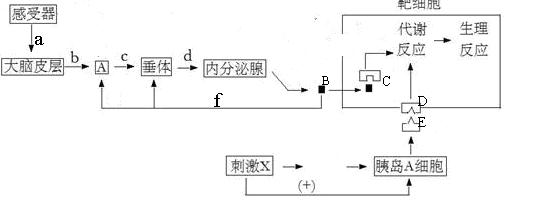 靶细胞
感受器
a
代谢 生理
反应 反应
大脑皮层 b A c 垂体 d 内分泌腺
B C
f
D
E
刺激X 胰岛A细胞
(+)